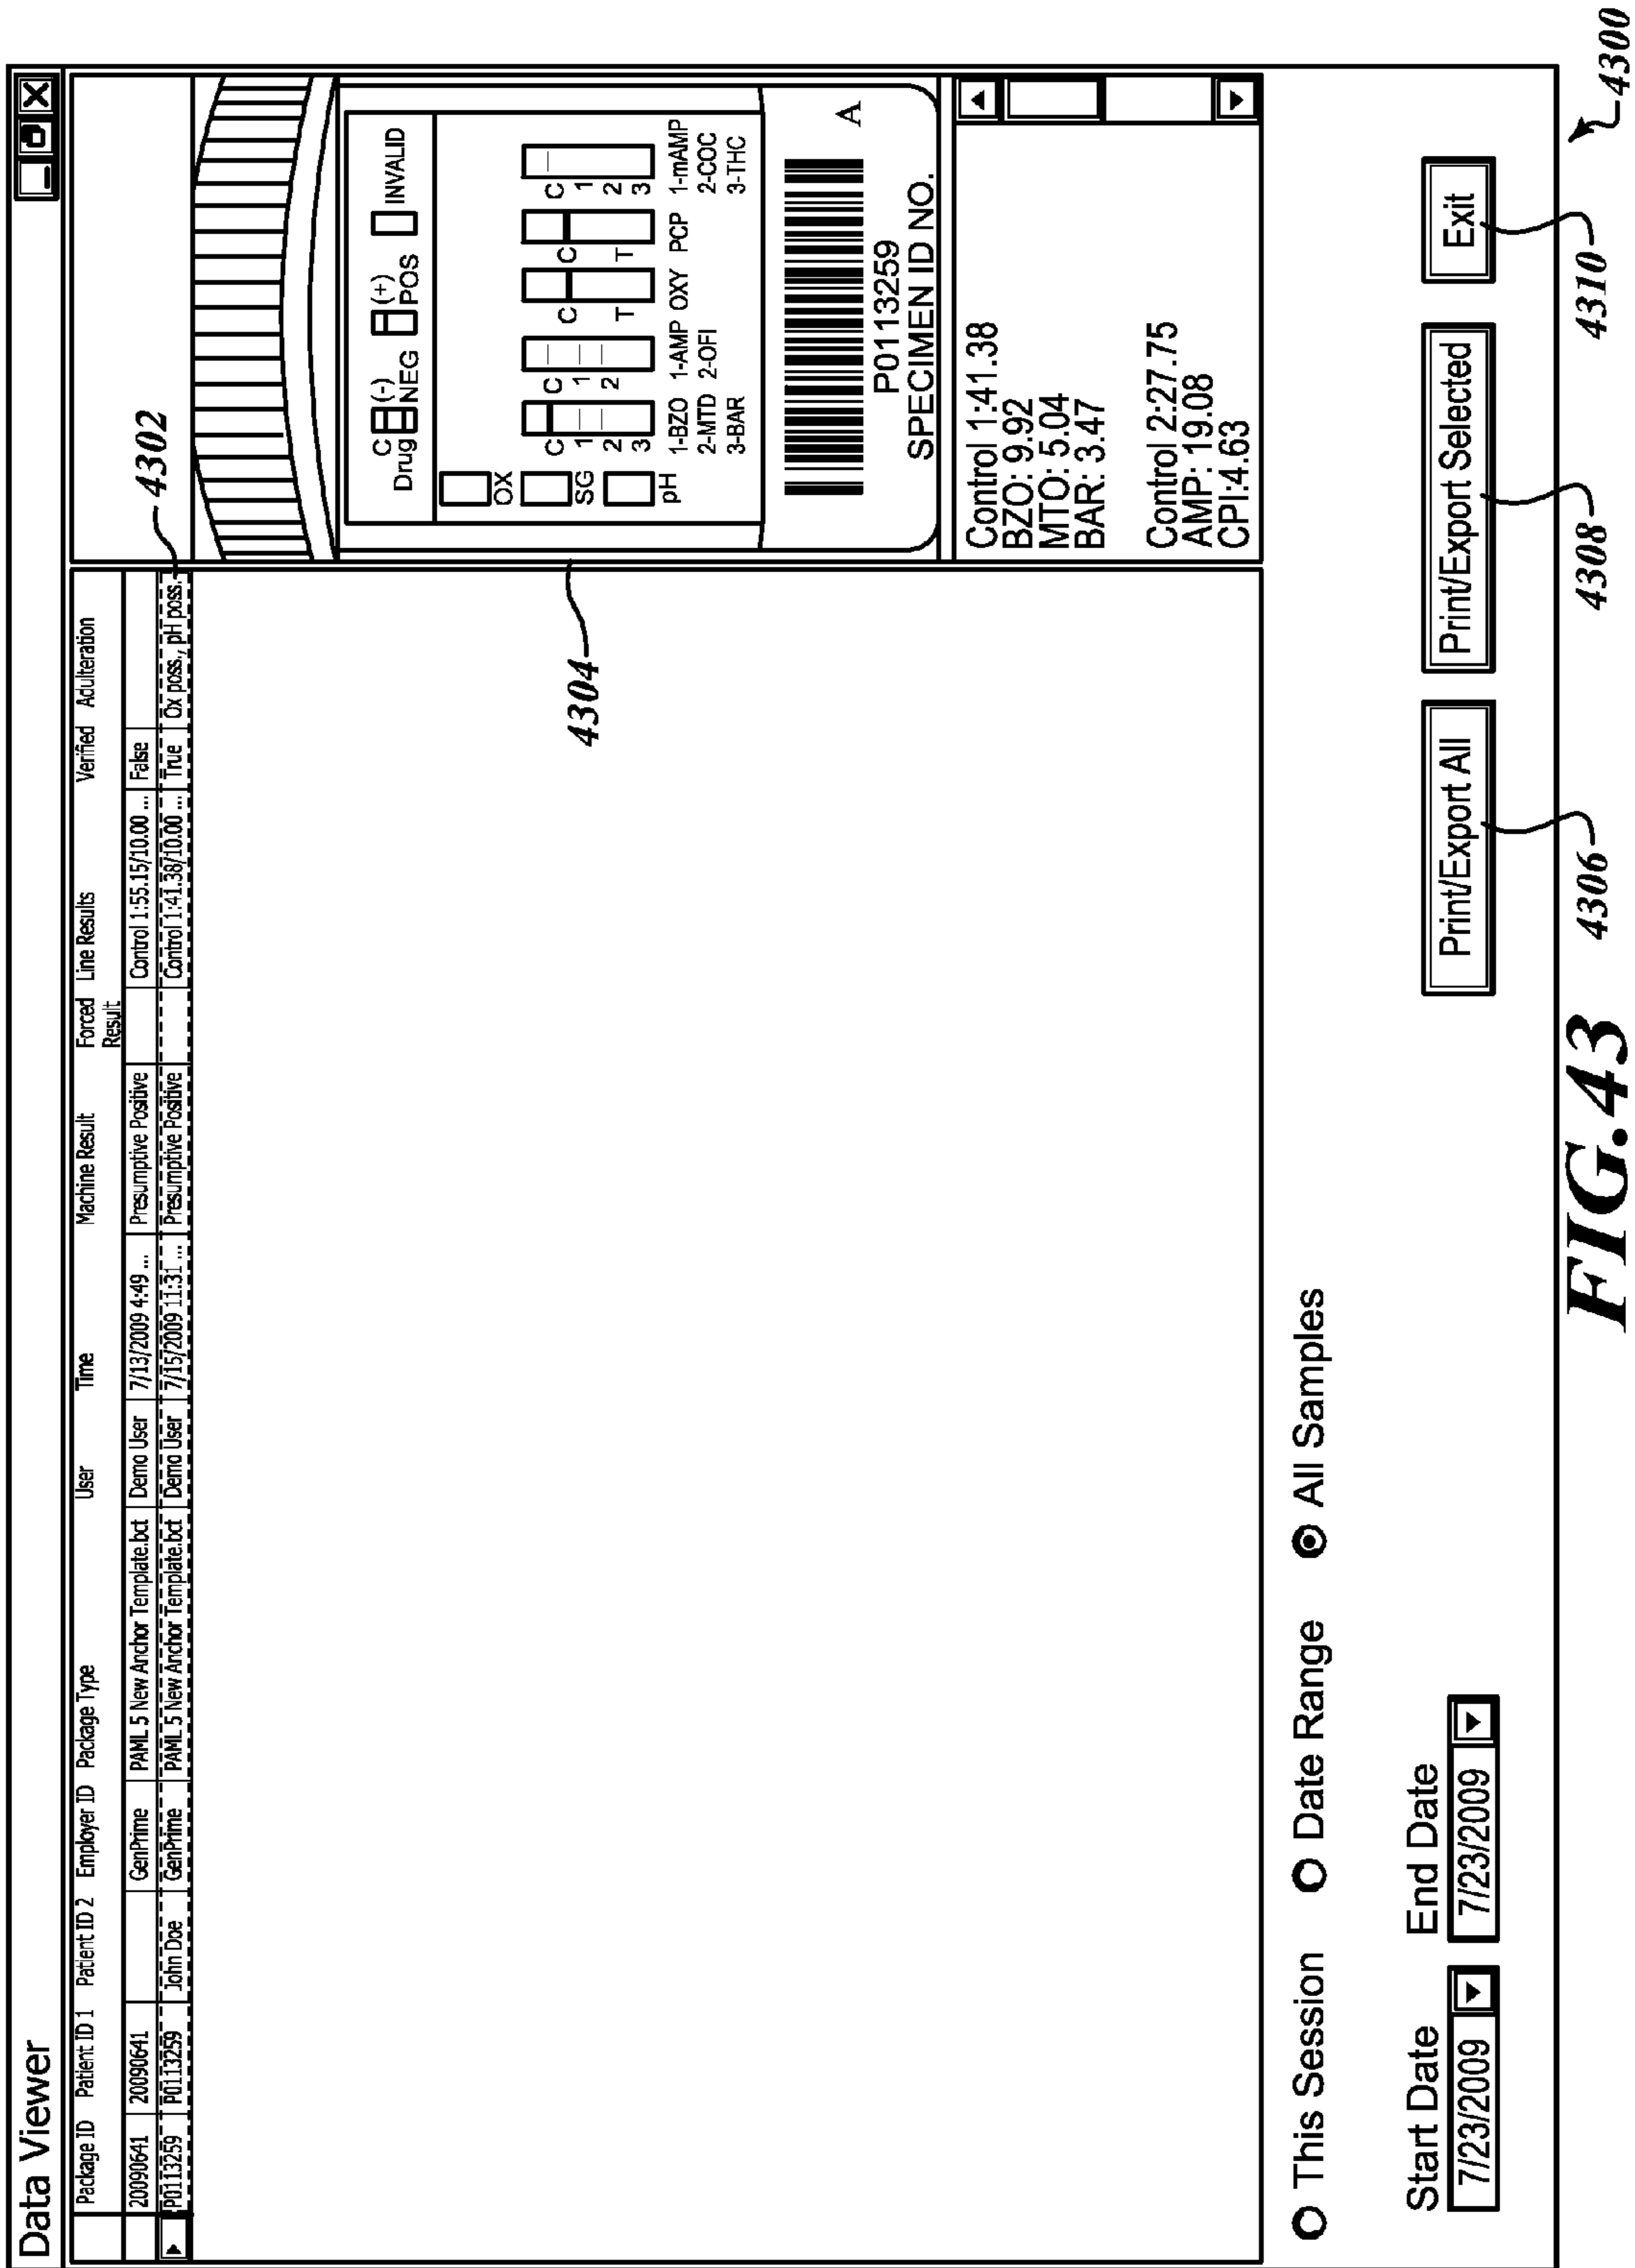 Data Viewer
Package ID Patient ID 1 Patient ID 2 Employer ID Package Type User Time Machine Result Forced Result Line Results Verified Adulteration
20090641 20090641 GenPrime PAML 5 New Anchor Template.bct Demo User 7/13/2009 4:49 ... Presumptive Positive Control 1:55.15/10.00 ... False
P0113259 P0113259 John Doe GenPrime PAML 5 New Anchor Template.bct Demo User 7/15/2009 11:31 ... Presumptive Positive Control 1:41.38/10.00 ... True Ox poss., pH poss.
4302
4304
C (-) (+)
Drug NEG POS INVALID
OX
SG
pH
C 1 2 3
C 1 2
C T
C T
C 1 2 3
1-BZO 1-AMP OXY PCP 1-mAMP
2-MTD 2-OFI 2-COC
3-BAR 3-THC
A
P0113259
SPECIMEN ID NO.
Control 1:41.38
BZO: 9.92
MTO: 5.04
BAR: 3.47
Control 2:27.75
AMP: 19.08
CPI:4.63
This Session Date Range All Samples
Start Date End Date
7/23/2009 7/23/2009
Print/Export All Print/Export Selected Exit
4306 4308 4310
4300
FIG.43